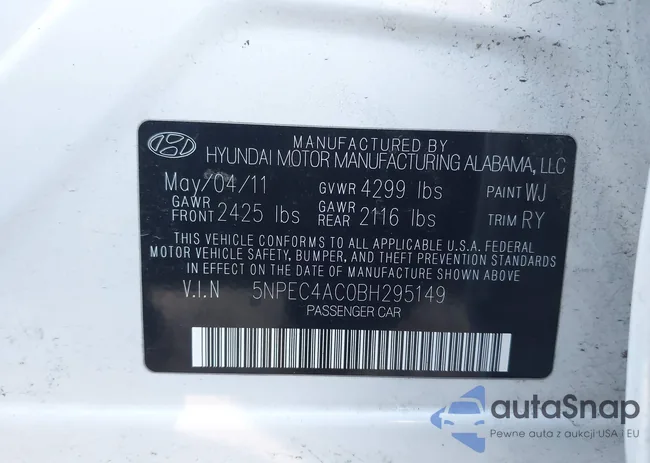 MANUFACTURED BY
HYUNDAI MOTOR MANUFACTURING ALABAMA, LLC
May/04/11 GVWR 4299 lbs PAINT WJ
GAWR FRONT 2425 lbs GAWR REAR 2116 lbs TRIM RY
THIS VEHICLE CONFORMS TO ALL APPLICABLE U.S.A. FEDERAL
MOTOR VEHICLE SAFETY, BUMPER, AND THEFT PREVENTION STANDARDS
IN EFFECT ON THE DATE OF MANUFACTURE SHOWN ABOVE.
V.I.N 5NPEC4AC0BH295149
PASSENGER CAR
autaSnap
Pewne auta z aukcji USA i EU